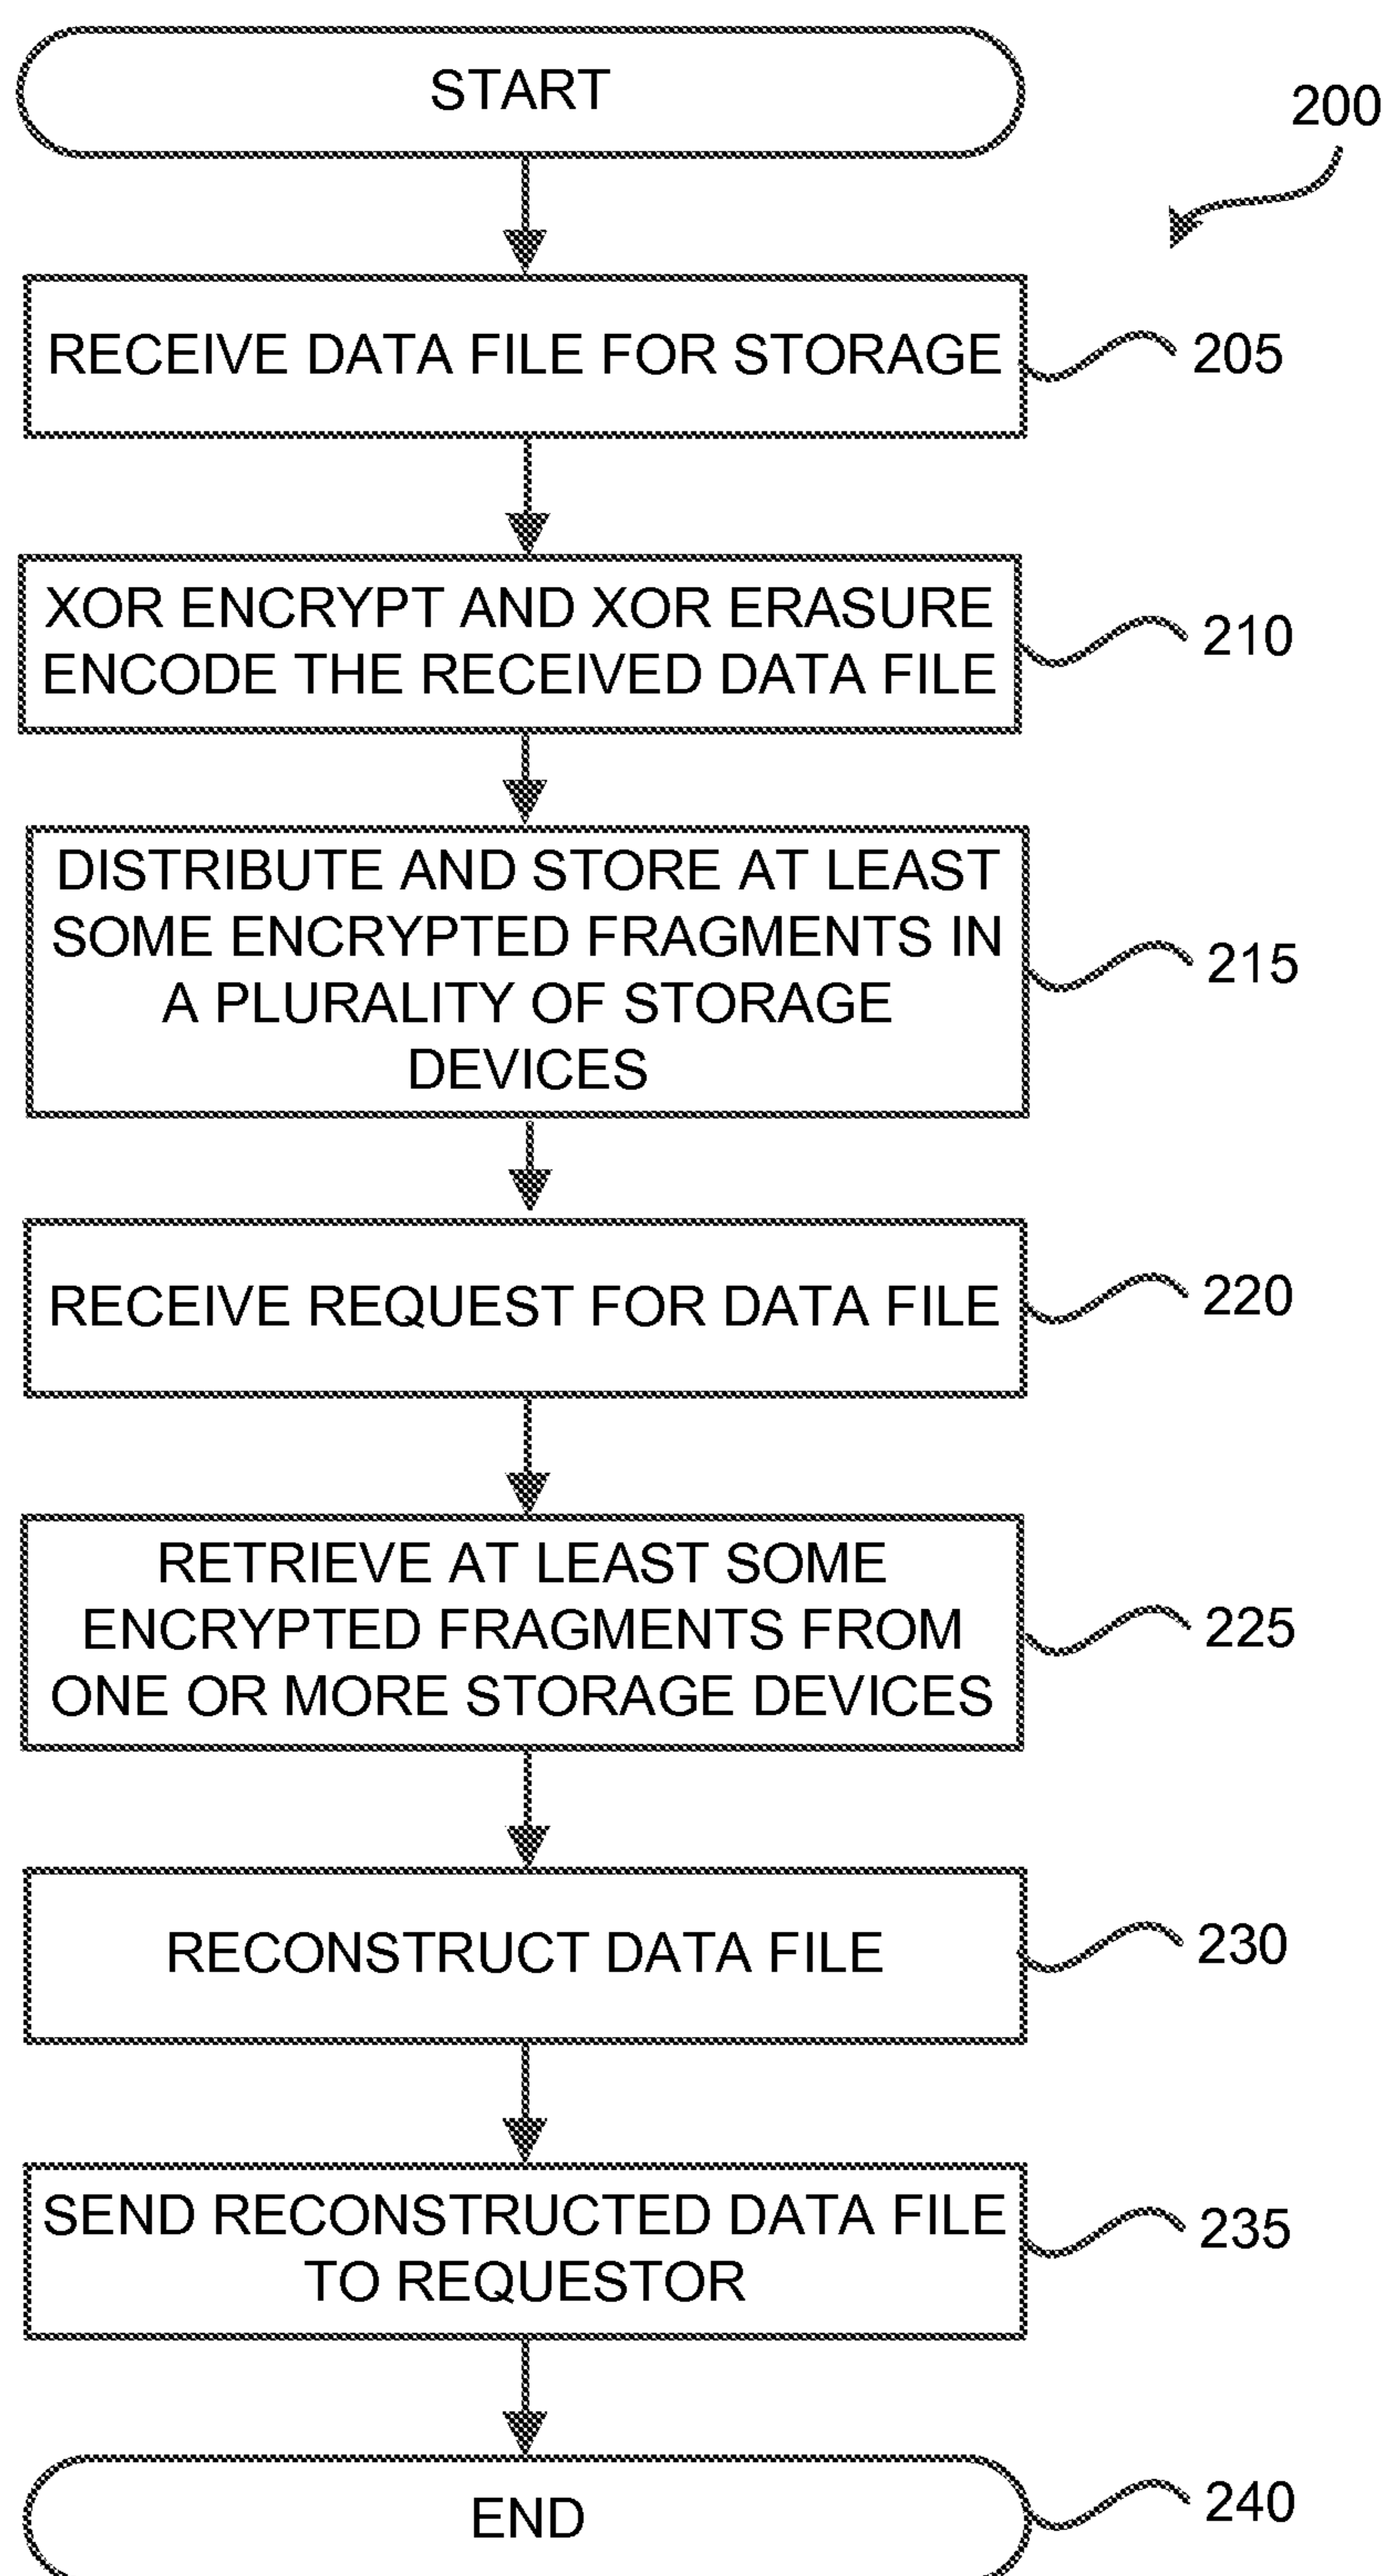 START
200
RECEIVE DATA FILE FOR STORAGE
205
XOR ENCRYPT AND XOR ERASURE
ENCODE THE RECEIVED DATA FILE
210
DISTRIBUTE AND STORE AT LEAST
SOME ENCRYPTED FRAGMENTS IN
A PLURALITY OF STORAGE
DEVICES
215
RECEIVE REQUEST FOR DATA FILE
220
RETRIEVE AT LEAST SOME
ENCRYPTED FRAGMENTS FROM
ONE OR MORE STORAGE DEVICES
225
RECONSTRUCT DATA FILE
230
SEND RECONSTRUCTED DATA FILE
TO REQUESTOR
235
END
240